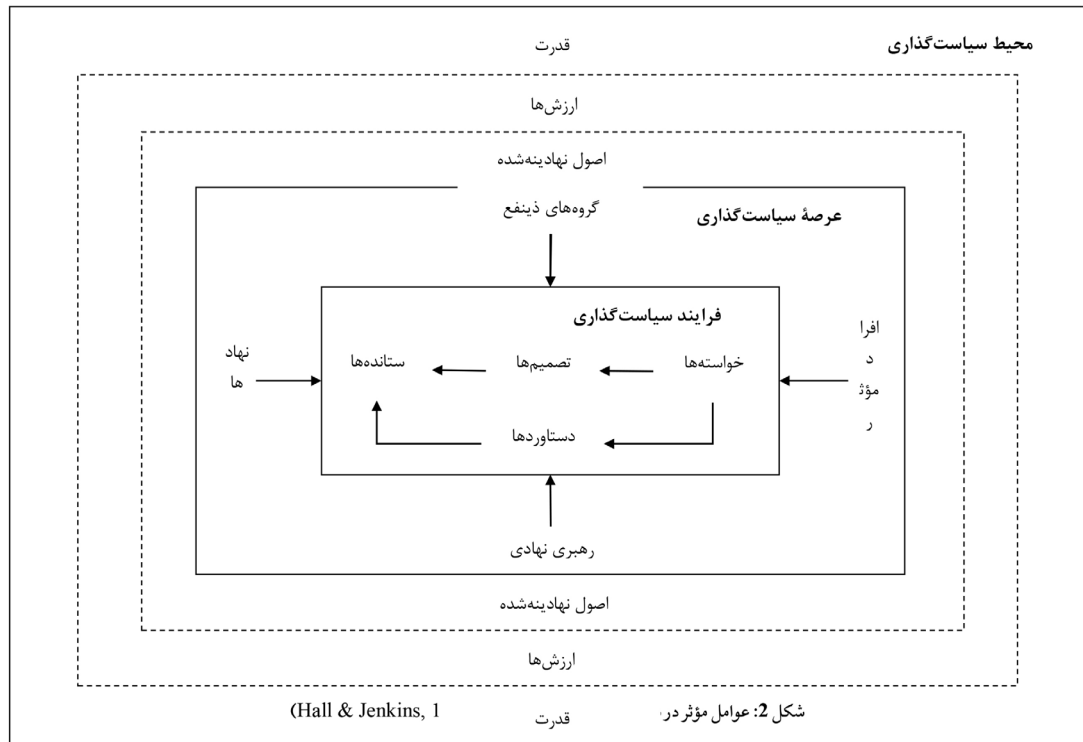 قدرت
محیط سیاست‌گذاری
ارزش‌ها
اصول نهادینه‌شده
گروه‌های ذینفع
عرصۀ سیاست‌گذاری
فرایند سیاست‌گذاری
افرا
د
مؤثـ
ر
خواسته‌ها
تصمیم‌ها
ستانده‌ها
نهاد
ها
دستاوردها
رهبری نهادی
اصول نهادینه‌شده
ارزش‌ها
شکل 2: عوامل مؤثر در
قدرت
(Hall & Jenkins, 1